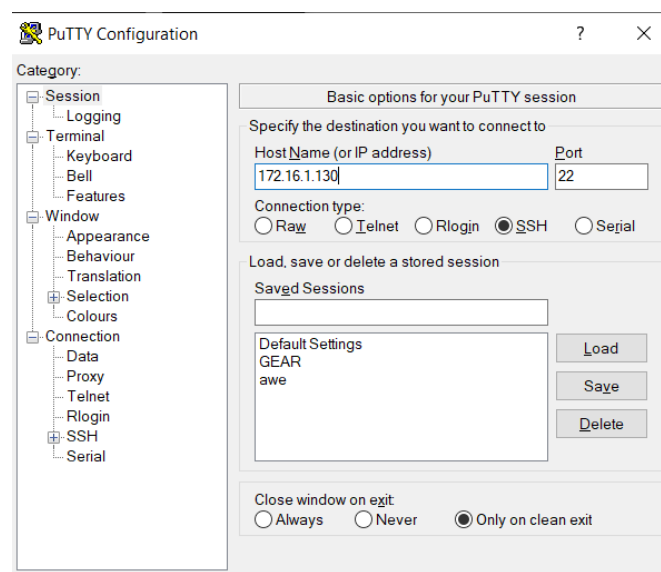 PuTTY Configuration
Category:
Session
Logging
Terminal
Keyboard
Bell
Features
Window
Appearance
Behaviour
Translation
Selection
Colours
Connection
Data
Proxy
Telnet
Rlogin
SSH
Serial
Basic options for your PuTTY session
Specify the destination you want to connect to
Host Name (or IP address) Port
172.16.1.130 22
Connection type:
Raw Telnet Rlogin SSH Serial
Load, save or delete a stored session
Saved Sessions
Default Settings
GEAR
awe
Load
Save
Delete
Close window on exit:
Always Never Only on clean exit